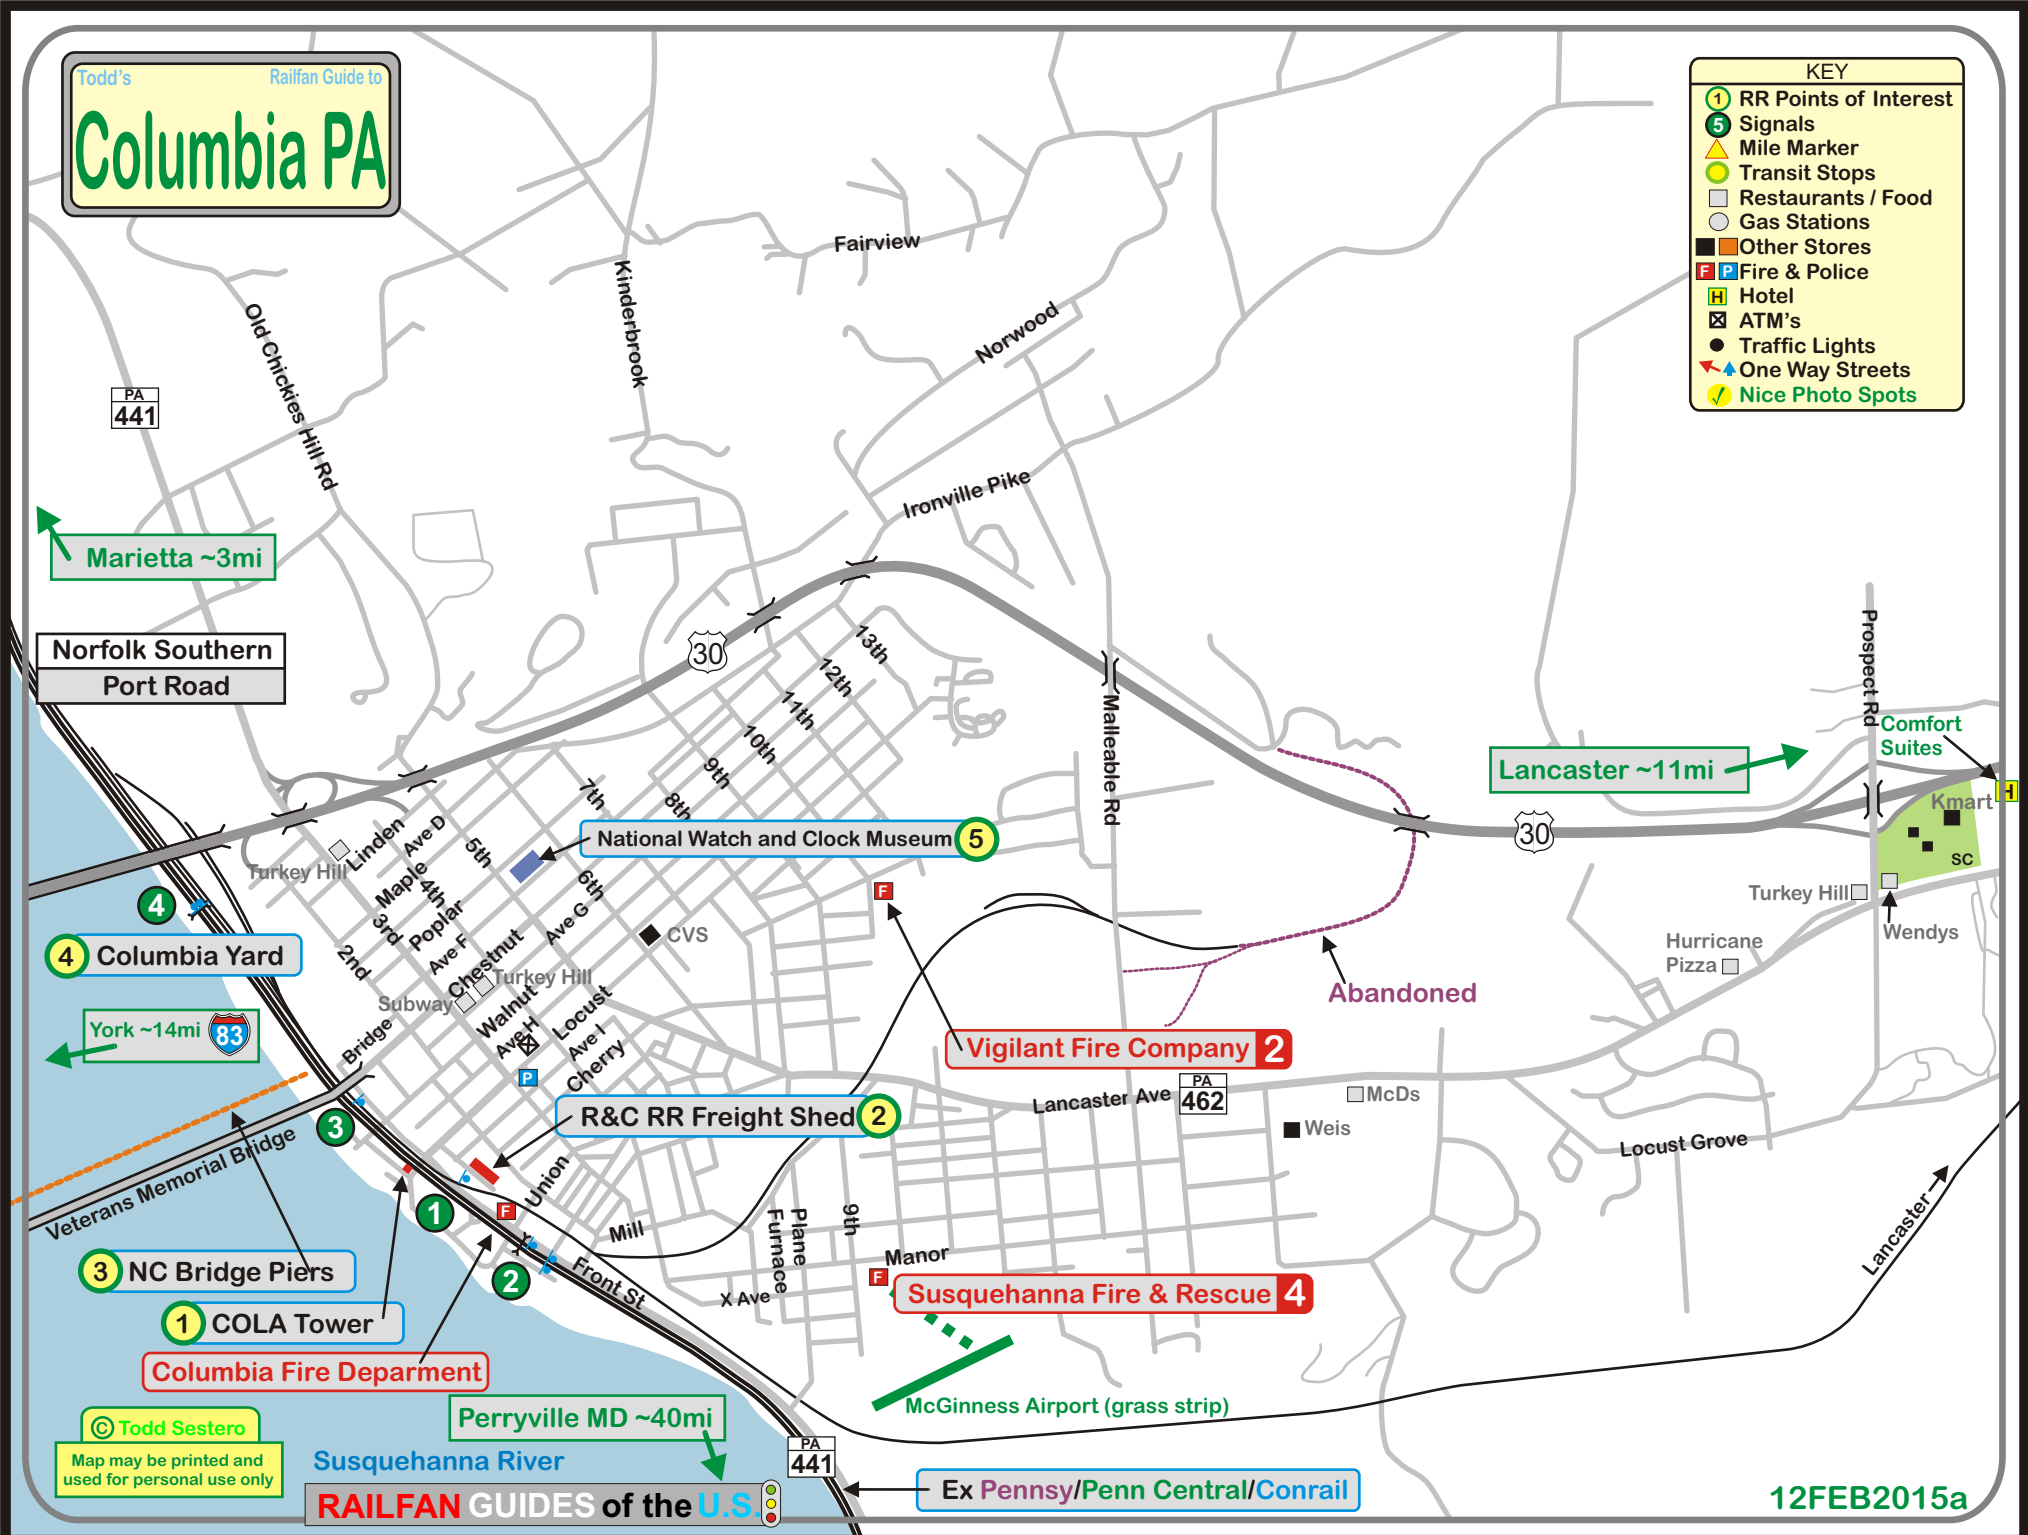 Todd's Railfan Guide to
Columbia PA
KEY
1 RR Points of Interest
5 Signals
Mile Marker
Transit Stops
Restaurants / Food
Gas Stations
Other Stores
F P Fire & Police
H Hotel
ATM's
Traffic Lights
One Way Streets
Nice Photo Spots
Fairview
Kinderbrook
Old Chickies Hill Rd
Norwood
PA
441
Ironville Pike
Marietta ~3mi
Norfolk Southern
Port Road
30
13th
12th
11th
10th
9th
8th
7th
6th
5th
4th
3rd
2nd
Malleable Rd
Prospect Rd
Comfort
Suites
H
Lancaster ~11mi
Kmart
SC
30
Linden
Ave D
Maple
Poplar
Ave F
Chestnut
Ave G
Walnut
Ave H
Locust
Ave I
Cherry
Turkey Hill
National Watch and Clock Museum 5
F
CVS
Turkey Hill
Wendys
Hurricane
Pizza
4
4 Columbia Yard
Turkey Hill
Subway
Abandoned
York ~14mi 83
Bridge
P
Vigilant Fire Company 2
Lancaster Ave
PA
462
McDs
Weis
Locust Grove
R&C RR Freight Shed 2
3
Veterans Memorial Bridge
1
F
Union
Mill
2
Front St
Furnace
Plane
9th
Manor
X Ave
F
Susquehanna Fire & Rescue 4
Lancaster
3 NC Bridge Piers
1 COLA Tower
Columbia Fire Deparment
McGinness Airport (grass strip)
Perryville MD ~40mi
© Todd Sestero
Map may be printed and
used for personal use only
Susquehanna River
RAILFAN GUIDES of the U.S.
PA
441
Ex Pennsy/Penn Central/Conrail
12FEB2015a